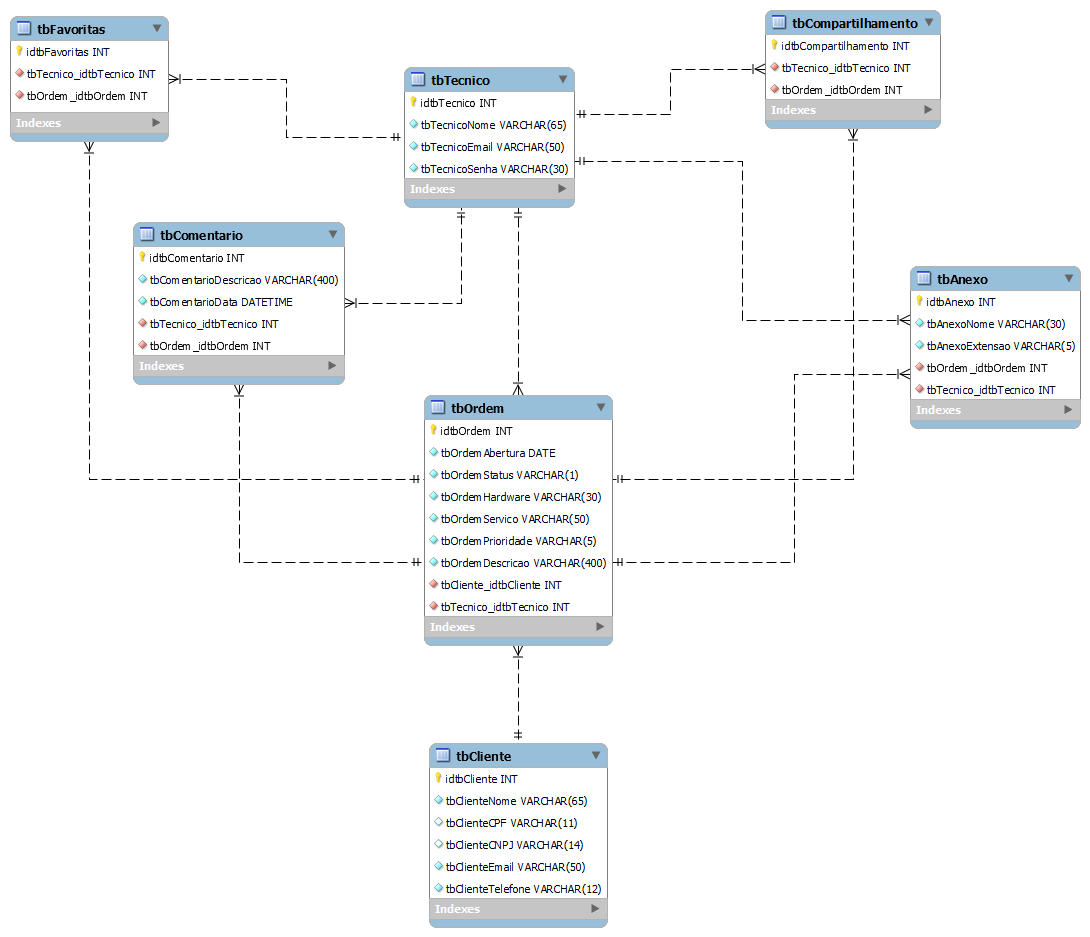 tbFavoritas
idtbFavoritas INT
tbTecnico_idtbTecnico INT
tbOrdem_idtbOrdem INT
Indexes
tbTecnico
idtbTecnico INT
tbTecnicoNome VARCHAR(65)
tbTecnicoEmail VARCHAR(50)
tbTecnicoSenha VARCHAR(30)
Indexes
tbCompartilhamento
idtbCompartilhamento INT
tbTecnico_idtbTecnico INT
tbOrdem_idtbOrdem INT
Indexes
tbComentario
idtbComentario INT
tbComentarioDescricao VARCHAR(400)
tbComentarioData DATETIME
tbTecnico_idtbTecnico INT
tbOrdem_idtbOrdem INT
Indexes
tbAnexo
idtbAnexo INT
tbAnexoNome VARCHAR(30)
tbAnexoExtensao VARCHAR(5)
tbOrdem_idtbOrdem INT
tbTecnico_idtbTecnico INT
Indexes
tbOrdem
idtbOrdem INT
tbOrdemAbertura DATE
tbOrdemStatus VARCHAR(1)
tbOrdemHardware VARCHAR(30)
tbOrdemServico VARCHAR(50)
tbOrdemPrioridade VARCHAR(5)
tbOrdemDescricao VARCHAR(400)
tbCliente_idtbCliente INT
tbTecnico_idtbTecnico INT
Indexes
tbCliente
idtbCliente INT
tbClienteNome VARCHAR(65)
tbClienteCPF VARCHAR(11)
tbClienteCNPJ VARCHAR(14)
tbClienteEmail VARCHAR(50)
tbClienteTelefone VARCHAR(12)
Indexes